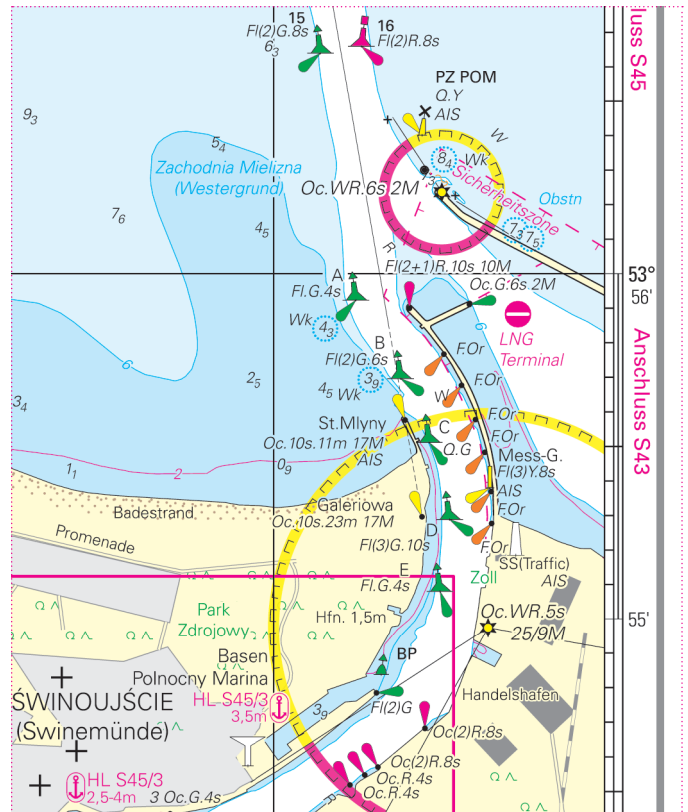 15
16
Fl(2)G.8s
Fl(2)R.8s
6₃
luss S45
PZ POM
Q.Y
AIS
9₃
5₄
W
8₄
Wk
Zachodnia Mielizna
(Westergrund)
Sicherheitszone
Oc.WR.6s 2M
Obstn
7₆
4₅
R
A
Fl(2+1)R.10s 10M
Oc.G.6s 2M
53°
56'
Fl.G.4s
Wk
4₃
LNG
Terminal
6
B
Fl(2)G.6s
F.Or
6
2₅
3₉
4₅
Wk
F.Or
W
3₄
St.Mlyny
F.Or
Oc.10s.11m 17M
C
F.Or
AIS
Q.G
Mess-G.
1₁
2
0₉
Fl(3)Y.8s
AIS
Anschluss S43
Galeriowa
Badestrand
Oc.10s.23m 17M
F.Or
Promenade
D
Fl(3)G.10s
F.Or
SS(Traffic)
AIS
E
Fl.G.4s
Zoll
Park
Zdrojowy
Hfn. 1,5m
Oc.WR.5s
25/9M
55'
Basen
Połnocny Marina
BP
HL S45/3
3,5m
ŚWINOUJŚCIE
(Swinemünde)
3₉
Fl(2)G
Handelshafen
Oc(2)R.8s
HL S45/3
2,5-4m
Oc(2)R.8s
Oc.R.4s
Oc.R.4s
3 Oc.G.4s